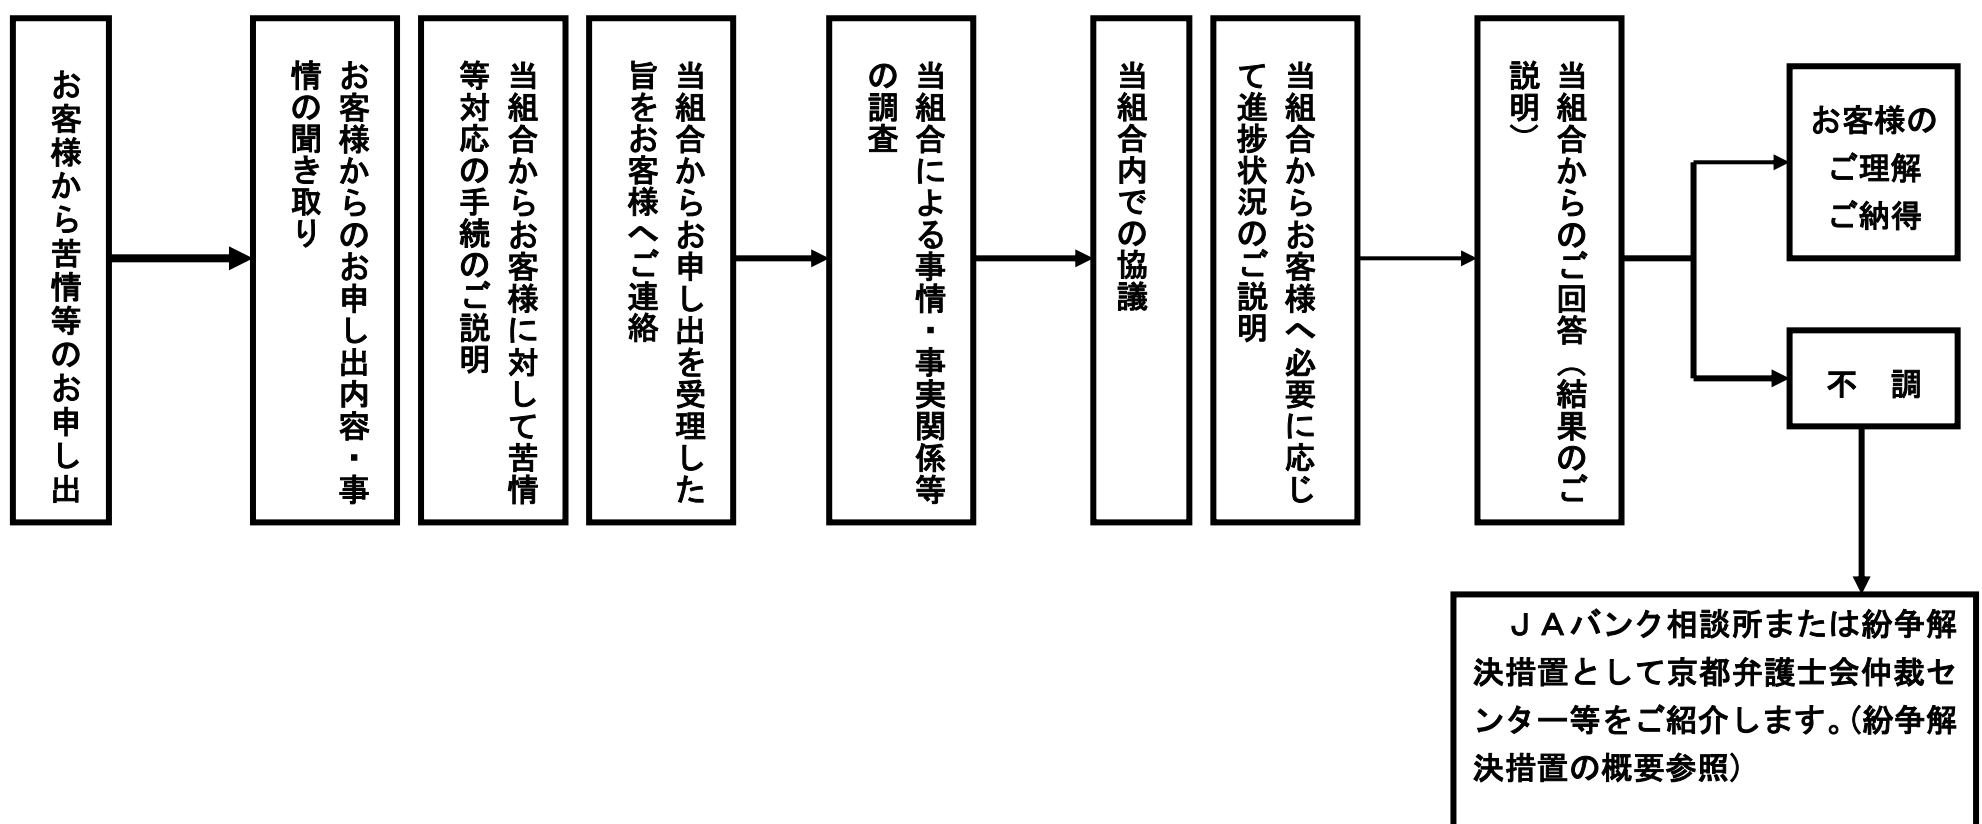 お客様から苦情等のお申し出
お客様からのお申し出内容・事
情の聞き取り
当組合からお客様に対して苦情
等対応の手続のご説明
当組合からお申し出を受理した
旨をお客様へご連絡
当組合による事情・事実関係等
の調査
当組合内での協議
当組合からお客様へ必要に応じ
て進捗状況のご説明
当組合からのご回答（結果のご
説明）
お客様の
ご理解
ご納得
不　調
ＪＡバンク相談所または紛争解
決措置として京都弁護士会仲裁セ
ンター等をご紹介します。（紛争解
決措置の概要参照）